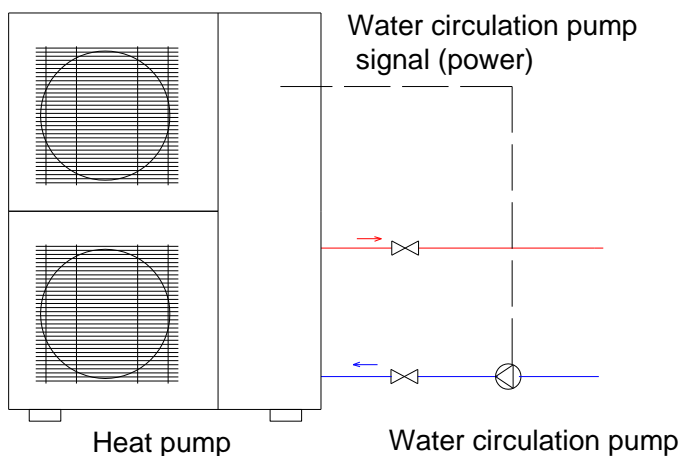 Water circulation pump
signal (power)
Heat pump
Water circulation pump